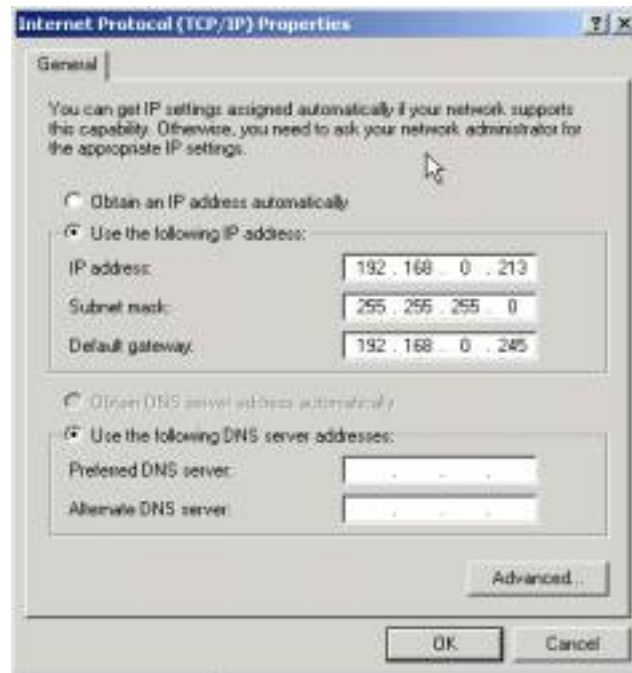 Internet Protocol (TCP/IP) Properties
General
You can get IP settings assigned automatically if your network supports
this capability. Otherwise, you need to ask your network administrator for
the appropriate IP settings.
Obtain an IP address automatically
Use the following IP address:
IP address: 192 . 168 . 0 . 213
Subnet mask: 255 . 255 . 255 . 0
Default gateway: 192 . 168 . 0 . 245
Obtain DNS server address automatically
Use the following DNS server addresses:
Preferred DNS server: . . .
Alternate DNS server: . . .
Advanced...
OK Cancel